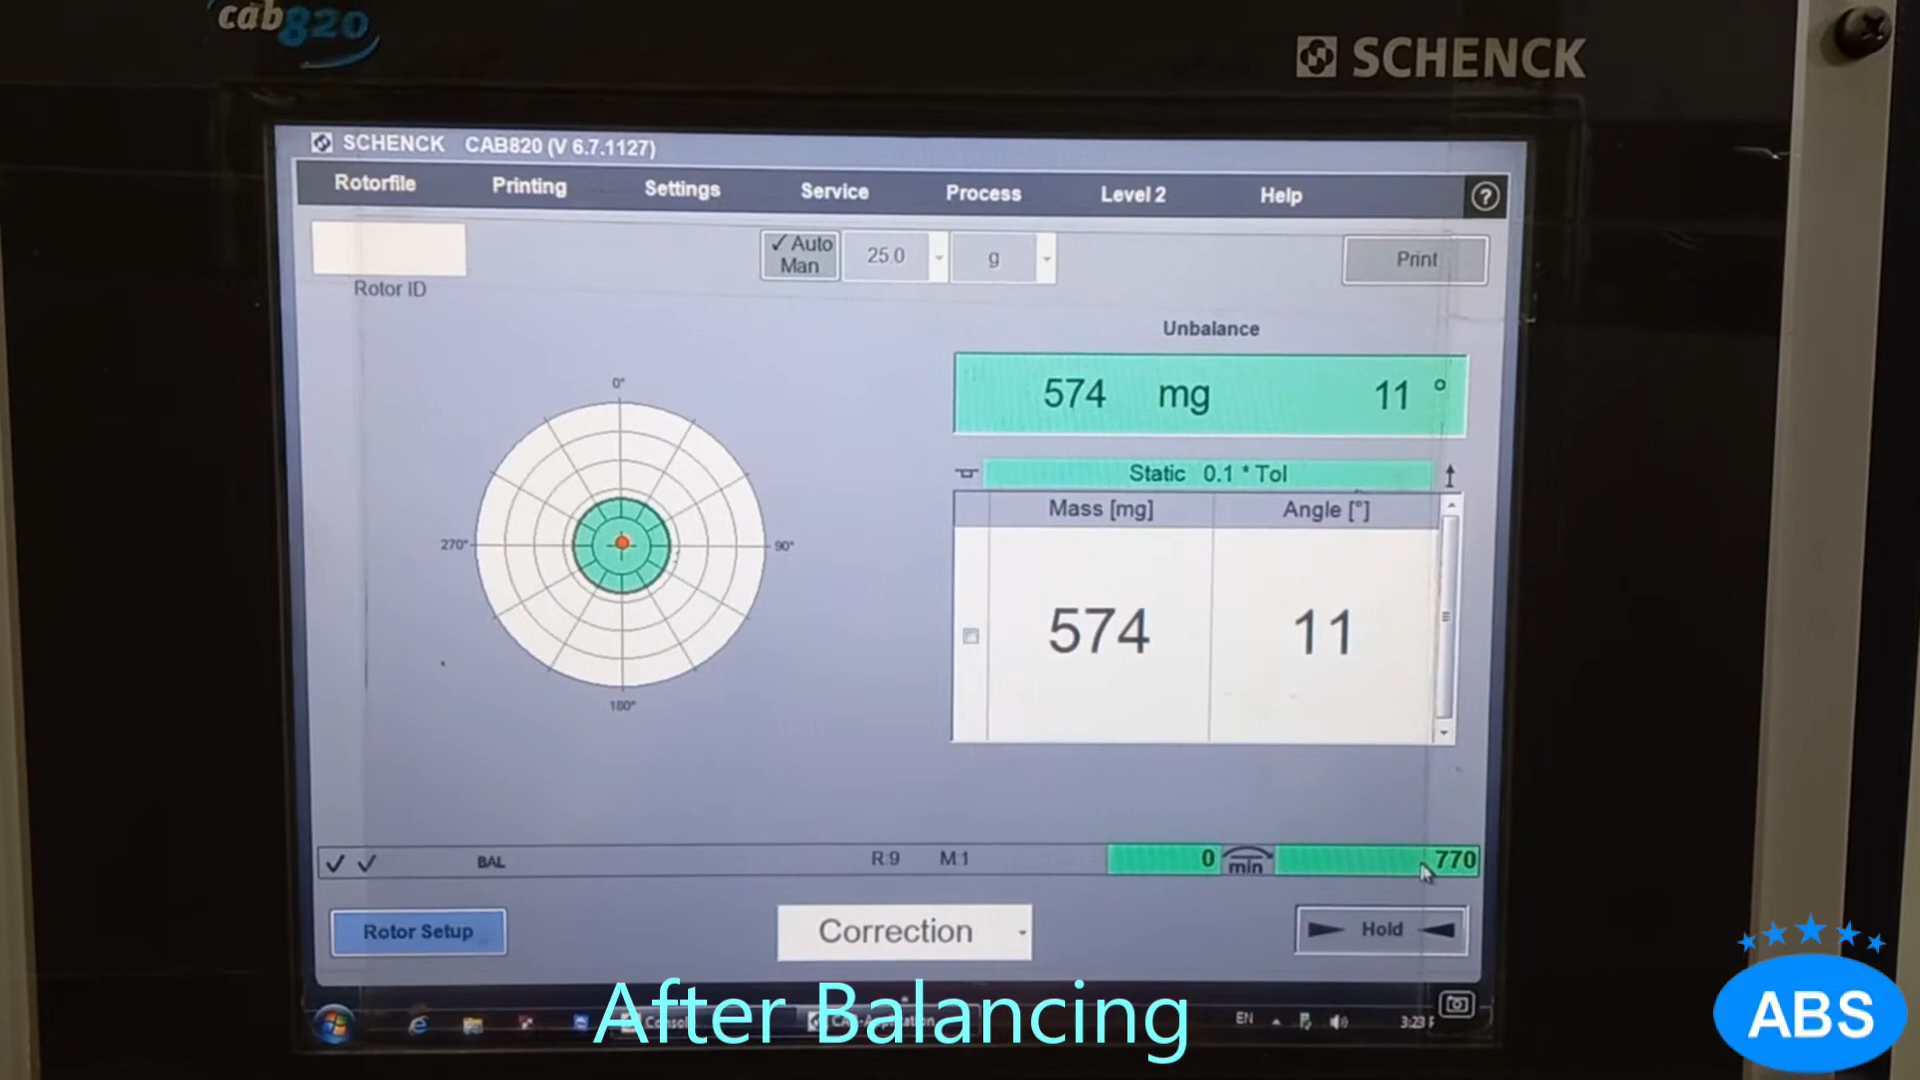 cab820
SCHENCK
SCHENCK CAB820 (V 6.7.1127)
Rotorfile Printing Settings Service Process Level 2 Help ?
✓ Auto
Man
25.0 g
Print
Rotor ID
Unbalance
574 mg 11 °
0°
90°
180°
270°
Static 0.1 * Tol
Mass [mg] Angle [°]
574 11
BAL R:9 M:1 0 min 770
Rotor Setup Correction Hold
After Balancing
EN 3:23
ABS